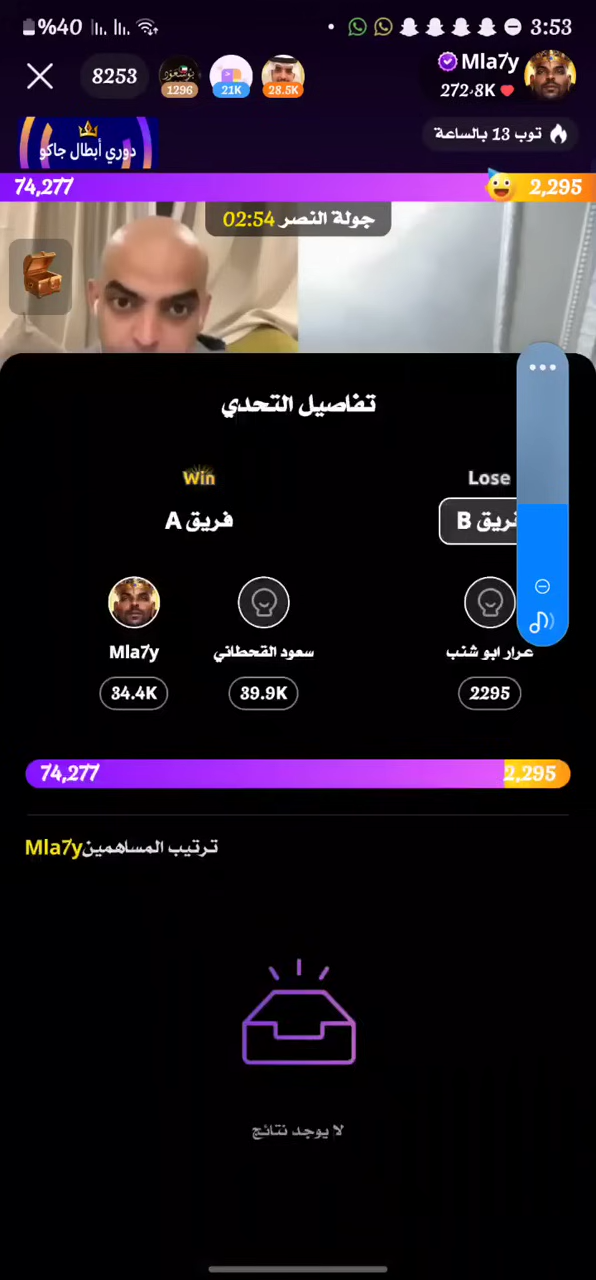 %40 3:53
8253 1296 21K 28.5K Mla7y
272.8K
دوري أبطال جاكو
توب 13 بالساعة
74,277 2,295
جولة النصر 02:54
تفاصيل التحدي
Win Lose
فريق A
فريق B
Mla7y سعود القحطاني عرار ابو شنب
34.4K 39.9K 2295
74,277 2,295
ترتيب المساهمين Mla7y
لا يوجد نتائج